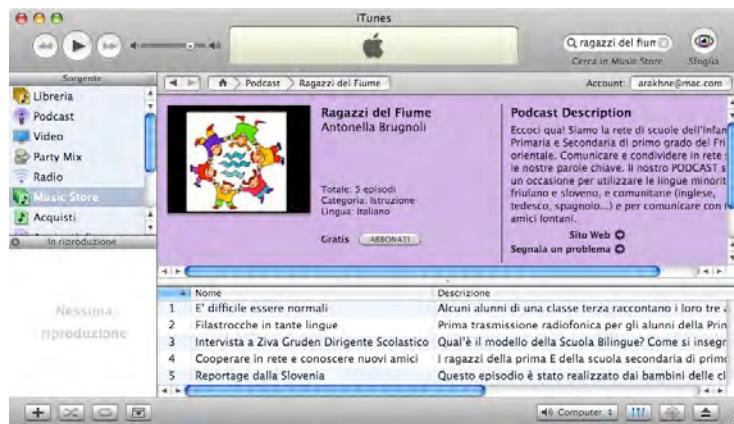 iTunes
ragazzi del fium
Cerca in Music Store
Sfoglia
Sorgente
Podcast
Ragazzi del Fiume
Account:
arakhne@mac.com
Libreria
Podcast
Video
Party Mix
Radio
Music Store
Acquisti
In riproduzione
Nessuna
riproduzione
Ragazzi del Fiume
Antonella Brugnoli
Totale: 5 episodi
Categoria: Istruzione
Lingua: Italiano
Gratis
ABBONATI
Podcast Description
Eccoci qua! Siamo la rete di scuole dell'Infan
Primaria e Secondaria di primo grado del Fri
orientale. Comunicare e condividere in rete
le nostre parole chiave. Il nostro PODCAST s
un occasione per utilizzare le lingue minorit
friulano e sloveno, e comunitarie (inglese,
tedesco, spagnolo...) e per comunicare con
amici lontani.
Sito Web
Segnala un problema
Nome Descrizione
1 E' difficile essere normali Alcuni alunni di una classe terza raccontano i loro tre
2 Filastrocche in tante lingue Prima trasmissione radiofonica per gli alunni della Prin
3 Intervista a Ziva Gruden Dirigente Scolastico Qual'è il modello della Scuola Bilingue? Come si insegn
4 Cooperare in rete e conoscere nuovi amici I ragazzi della prima E della scuola secondaria di primo
5 Reportage dalla Slovenia Questo episodio è stato realizzato dai bambini delle cl
Computer